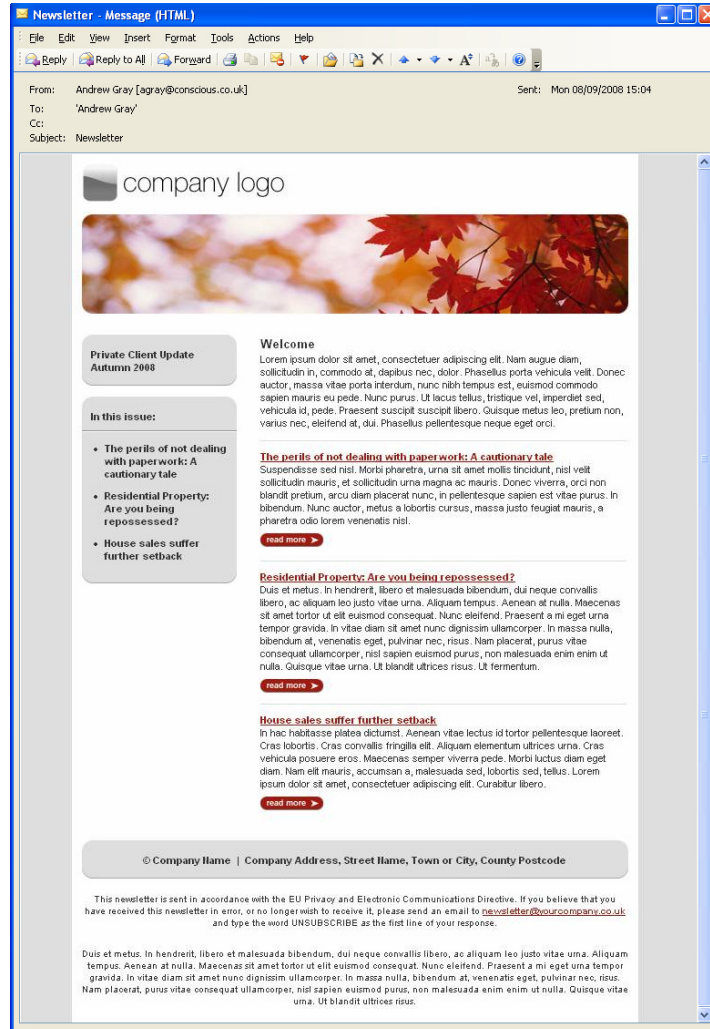 Newsletter - Message (HTML)
File Edit View Insert Format Tools Actions Help
Reply Reply to All Forward
From: Andrew Gray [agray@conscious.co.uk] Sent: Mon 08/09/2008 15:04
To: 'Andrew Gray'
Cc:
Subject: Newsletter
company logo
Private Client Update
Autumn 2008
In this issue:
• The perils of not dealing
with paperwork: A
cautionary tale
• Residential Property:
Are you being
repossessed?
• House sales suffer
further setback
Welcome
Lorem ipsum dolor sit amet, consectetuer adipiscing elit. Nam augue diam,
sollicitudin in, commodo at, dapibus nec, dolor. Phasellus porta vehicula velit. Donec
auctor, massa vitae porta interdum, nunc nibh tempus est, euismod commodo
sapien mauris eu pede. Nunc purus. Ut lacus tellus, tristique vel, imperdiet sed,
vehicula id, pede. Praesent suscipit suscipit libero. Quisque metus leo, pretium non,
varius nec, eleifend at, dui. Phasellus pellentesque neque eget orci.
The perils of not dealing with paperwork: A cautionary tale
Suspendisse sed nisl. Morbi pharetra, urna sit amet mollis tincidunt, nisl velit
sollicitudin mauris, et sollicitudin urna magna ac mauris. Donec viverra, orci non
blandit pretium, arcu diam placerat nunc, in pellentesque sapien est vitae purus. In
bibendum. Nunc auctor, metus a lobortis cursus, massa justo feugiat mauris, a
pharetra odio lorem venenatis nisl.
read more
Residential Property: Are you being repossessed?
Duis et metus. In hendrerit, libero et malesuada bibendum, dui neque convallis
libero, ac aliquam leo justo vitae urna. Aliquam tempus. Aenean at nulla. Maecenas
sit amet tortor ut elit euismod consequat. Nunc eleifend. Praesent a mi eget urna
tempor gravida. In vitae diam sit amet nunc dignissim ullamcorper. In massa nulla,
bibendum at, venenatis eget, pulvinar nec, risus. Nam placerat, purus vitae
consequat ullamcorper, nisl sapien euismod purus, non malesuada enim enim ut
nulla. Quisque vitae urna. Ut blandit ultrices risus. Ut fermentum.
read more
House sales suffer further setback
In hac habitasse platea dictumst. Aenean vitae lectus id tortor pellentesque laoreet.
Cras lobortis. Cras convallis fringilla elit. Aliquam elementum ultrices urna. Cras
vehicula posuere eros. Maecenas semper viverra pede. Morbi luctus diam eget
diam. Nam elit mauris, accumsan a, malesuada sed, lobortis sed, tellus. Lorem
ipsum dolor sit amet, consectetuer adipiscing elit. Curabitur libero.
read more
© Company Name | Company Address, Street Name, Town or City, County Postcode
This newsletter is sent in accordance with the EU Privacy and Electronic Communications Directive. If you believe that you
have received this newsletter in error, or no longer wish to receive it, please send an email to newsletter@yourcompany.co.uk
and type the word UNSUBSCRIBE as the first line of your response.
Duis et metus. In hendrerit, libero et malesuada bibendum, dui neque convallis libero, ac aliquam leo justo vitae urna. Aliquam
tempus. Aenean at nulla. Maecenas sit amet tortor ut elit euismod consequat. Nunc eleifend. Praesent a mi eget urna tempor
gravida. In vitae diam sit amet nunc dignissim ullamcorper. In massa nulla, bibendum at, venenatis eget, pulvinar nec, risus.
Nam placerat, purus vitae consequat ullamcorper, nisl sapien euismod purus, non malesuada enim enim ut nulla. Quisque vitae
urna. Ut blandit ultrices risus.